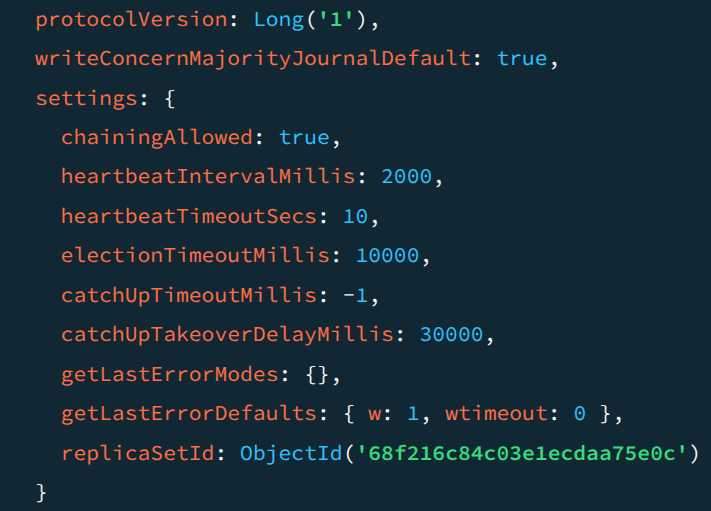 protocolVersion: Long('1'),
writeConcernMajorityJournalDefault: true,
settings: {
chainingAllowed: true,
heartbeatIntervalMillis: 2000,
heartbeatTimeoutSecs: 10,
electionTimeoutMillis: 10000,
catchUpTimeoutMillis: -1,
catchUpTakeoverDelayMillis: 30000,
getLastErrorModes: {},
getLastErrorDefaults: { w: 1, wtimeout: 0 },
replicaSetId: ObjectId('68f216c84c03e1ecdaa75e0c')
}